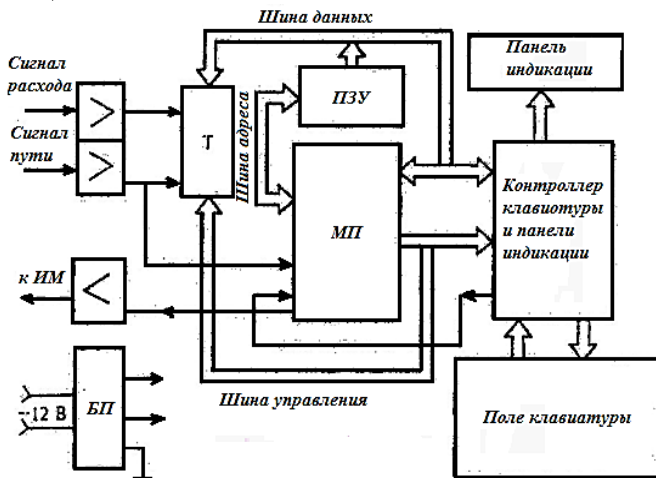 Шина данных
Сигнал
расхода
Сигнал
пути
Т
Шина адреса
ПЗУ
МП
Панель
индикации
Контроллер
клавиотуры
и панели
индикации
к ИМ
~12 В
БП
Шина управления
Поле клавиатуры